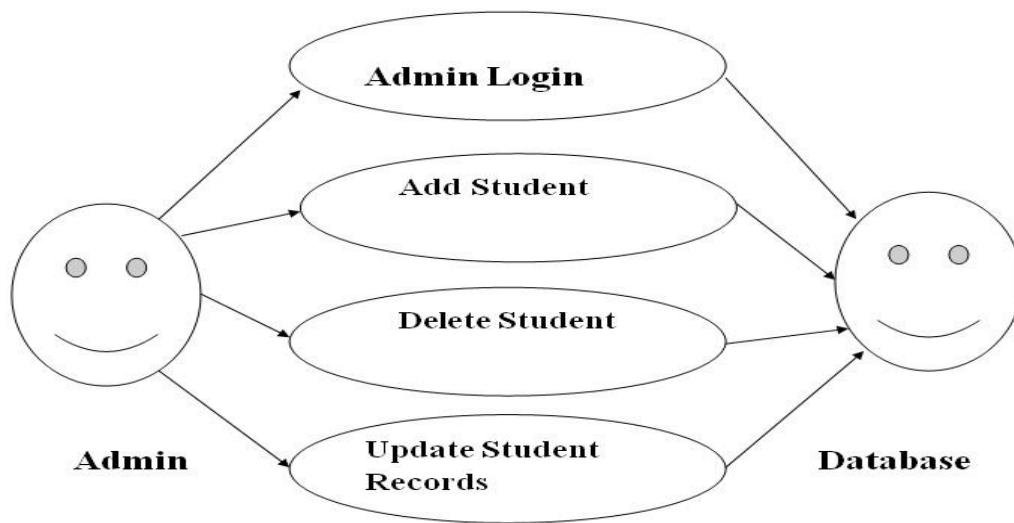 Admin Login
Add Student
Delete Student
Update Student
Records
Admin
Database